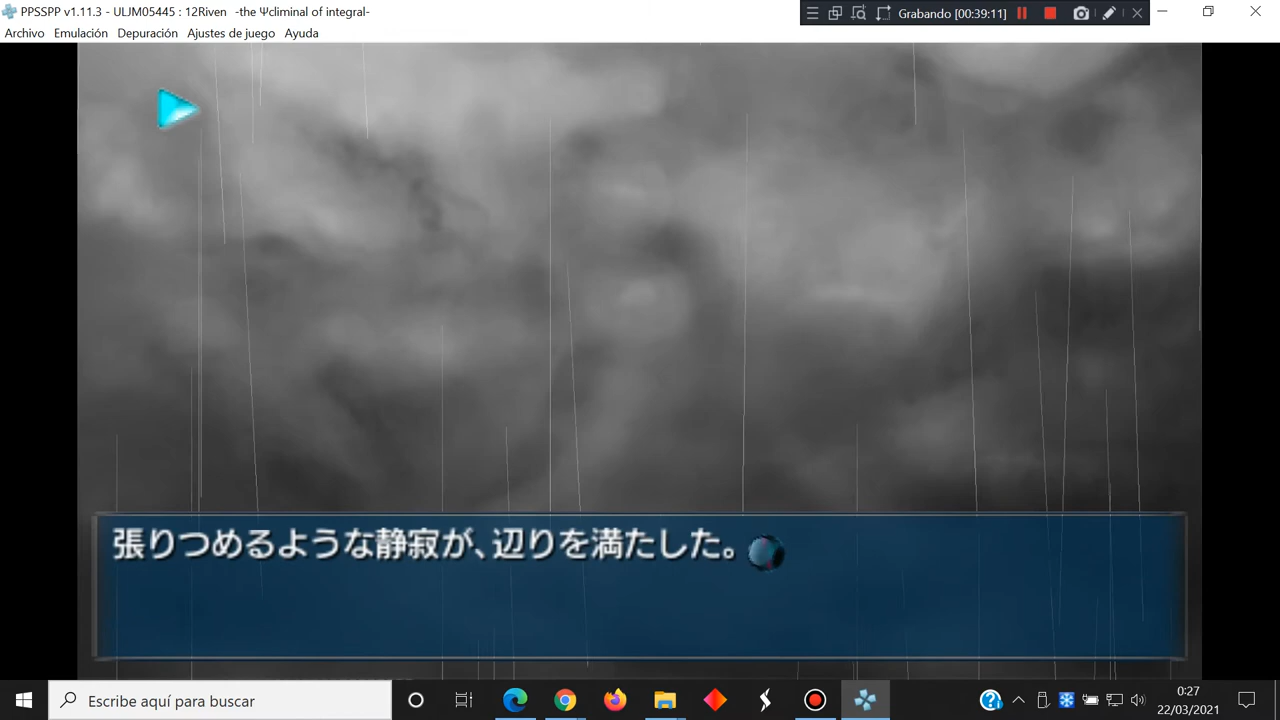 PPSSPP v1.11.3 - ULJM05445 : 12Riven -the Ψcliminal of integral-
Grabando [00:39:11]
Archivo Emulación Depuración Ajustes de juego Ayuda
張りつめるような静寂が、辺りを満たした。
Escribe aquí para buscar
0:27
22/03/2021